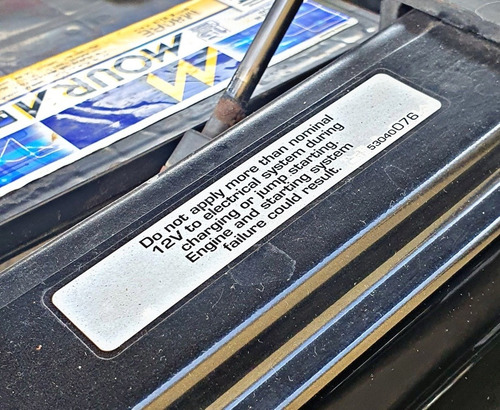 MOURA
Do not apply more than nominal
12V to electrical system during
charging or jump starting.
Engine and starting system
failure could result.
53040076